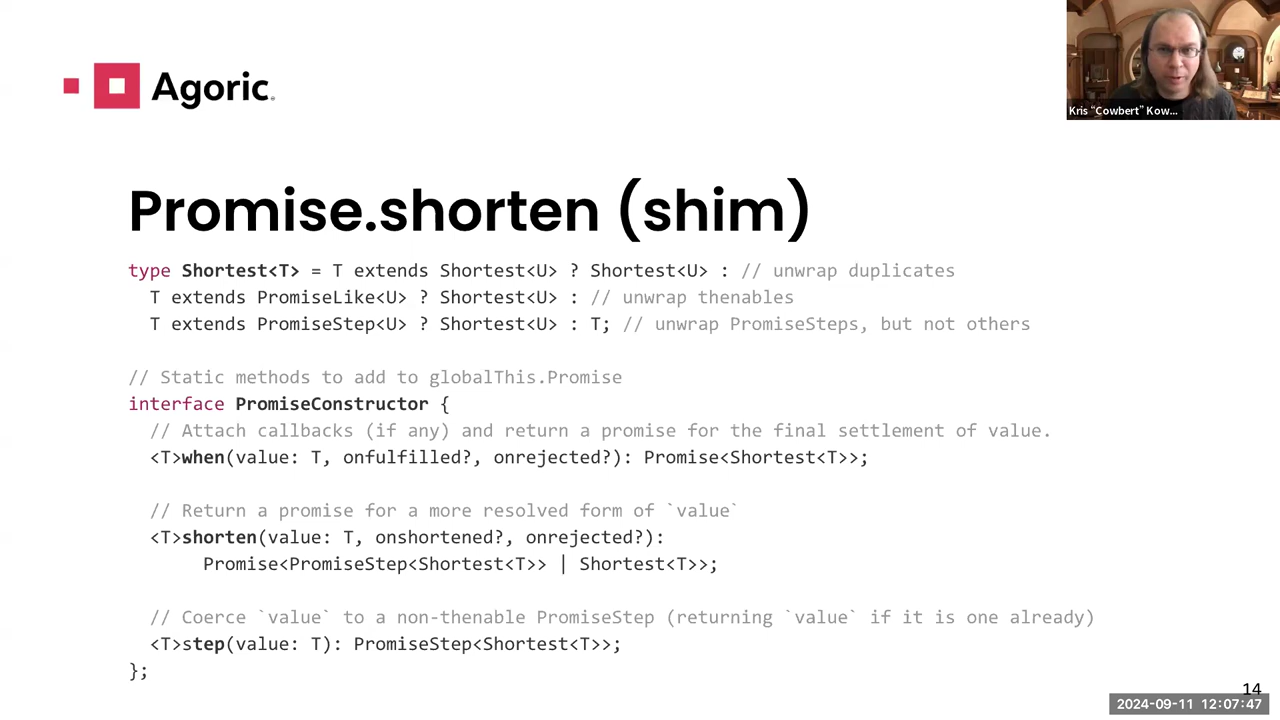 Agoric
Kris "Cowbert" Kow...
Promise.shorten (shim)
type Shortest<T> = T extends Shortest<U> ? Shortest<U> : // unwrap duplicates
  T extends PromiseLike<U> ? Shortest<U> : // unwrap thenables
  T extends PromiseStep<U> ? Shortest<U> : T; // unwrap PromiseSteps, but not others
// Static methods to add to globalThis.Promise
interface PromiseConstructor {
  // Attach callbacks (if any) and return a promise for the final settlement of value.
  <T>when(value: T, onfulfilled?, onrejected?): Promise<Shortest<T>>;
  // Return a promise for a more resolved form of `value`
  <T>shorten(value: T, onshortened?, onrejected?):
       Promise<PromiseStep<Shortest<T>> | Shortest<T>>;
  // Coerce `value` to a non-thenable PromiseStep (returning `value` if it is one already)
  <T>step(value: T): PromiseStep<Shortest<T>>;
};
14
2024-09-11 12:07:47